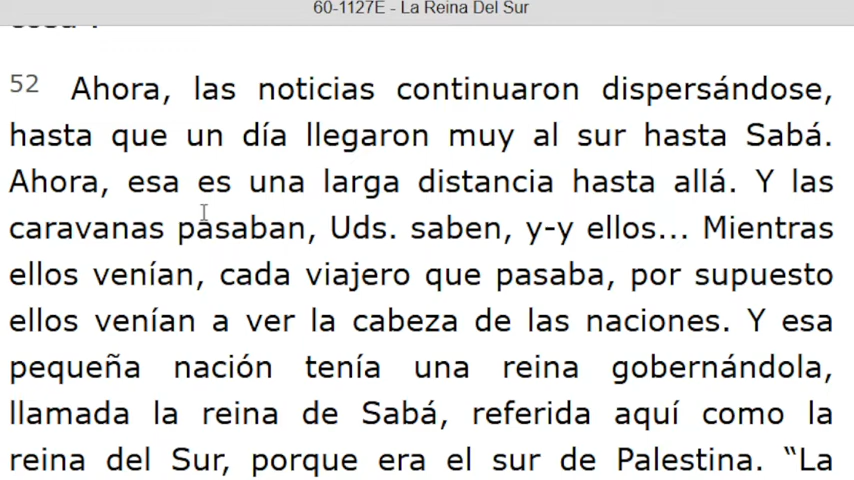 60-1127E - La Reina Del Sur
52 Ahora, las noticias continuaron dispersándose,
hasta que un día llegaron muy al sur hasta Sabá.
Ahora, esa es una larga distancia hasta allá. Y las
caravanas pasaban, Uds. saben, y-y ellos... Mientras
ellos venían, cada viajero que pasaba, por supuesto
ellos venían a ver la cabeza de las naciones. Y esa
pequeña nación tenía una reina gobernándola,
llamada la reina de Sabá, referida aquí como la
reina del Sur, porque era el sur de Palestina. “La